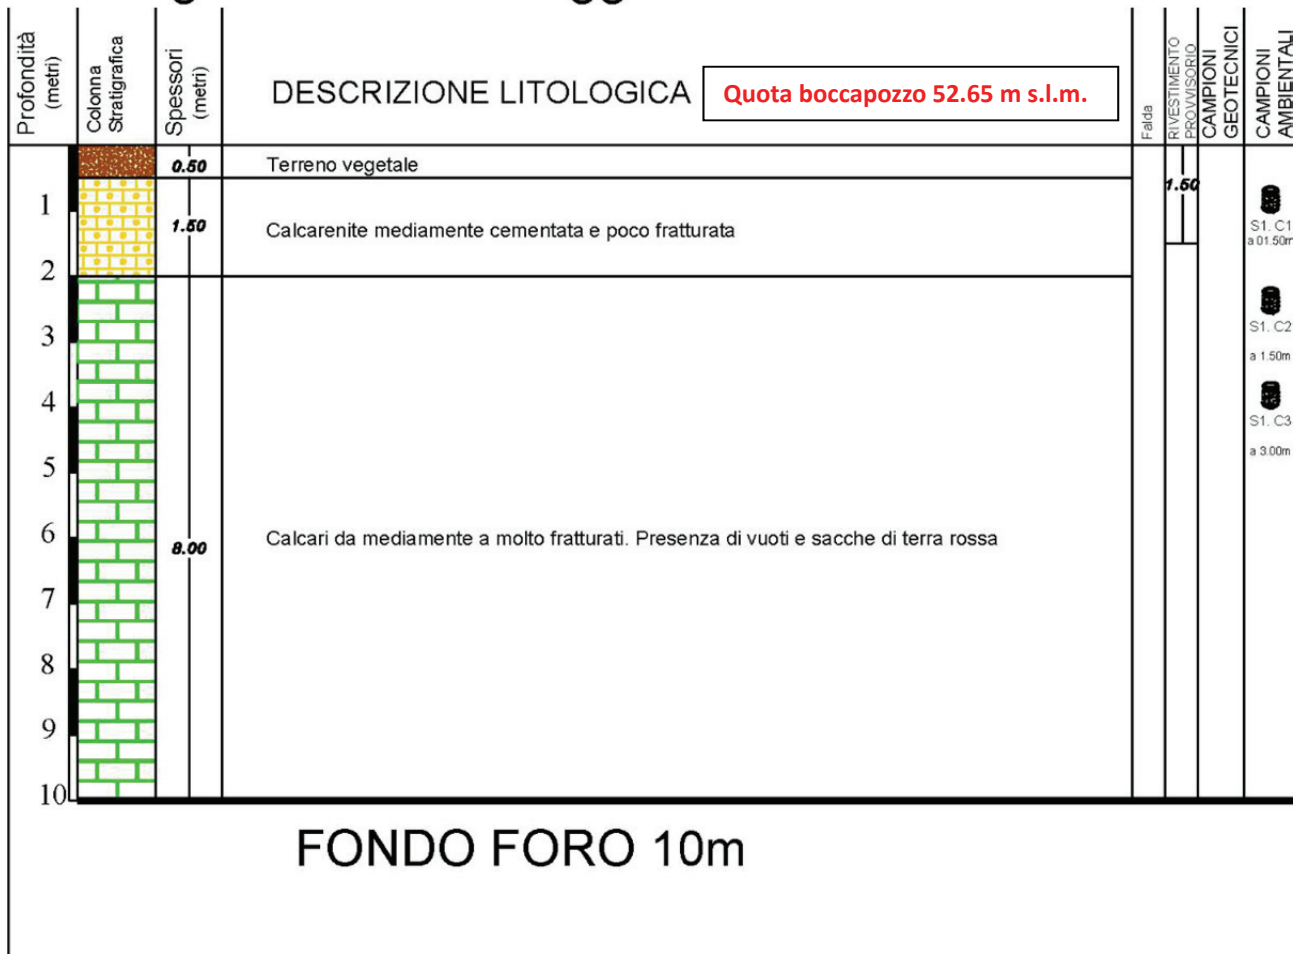 Profondità
(metri)
Colonna
Stratigrafica
Spessori
(metri)
DESCRIZIONE LITOLOGICA
Quota boccapozzo 52.65 m s.l.m.
Falda
RIVESTIMENTO
PROVVISORIO
CAMPIONI
GEOTECNICI
CAMPIONI
AMBIENTALI
0.50
Terreno vegetale
1.50
1
1.50
Calcarenite mediamente cementata e poco fratturata
S1. C1
a 01.50m
2
3
S1. C2
a 1.50m
4
S1. C3
a 3.00m
5
6
8.00
Calcari da mediamente a molto fratturati. Presenza di vuoti e sacche di terra rossa
7
8
9
10
FONDO FORO 10m